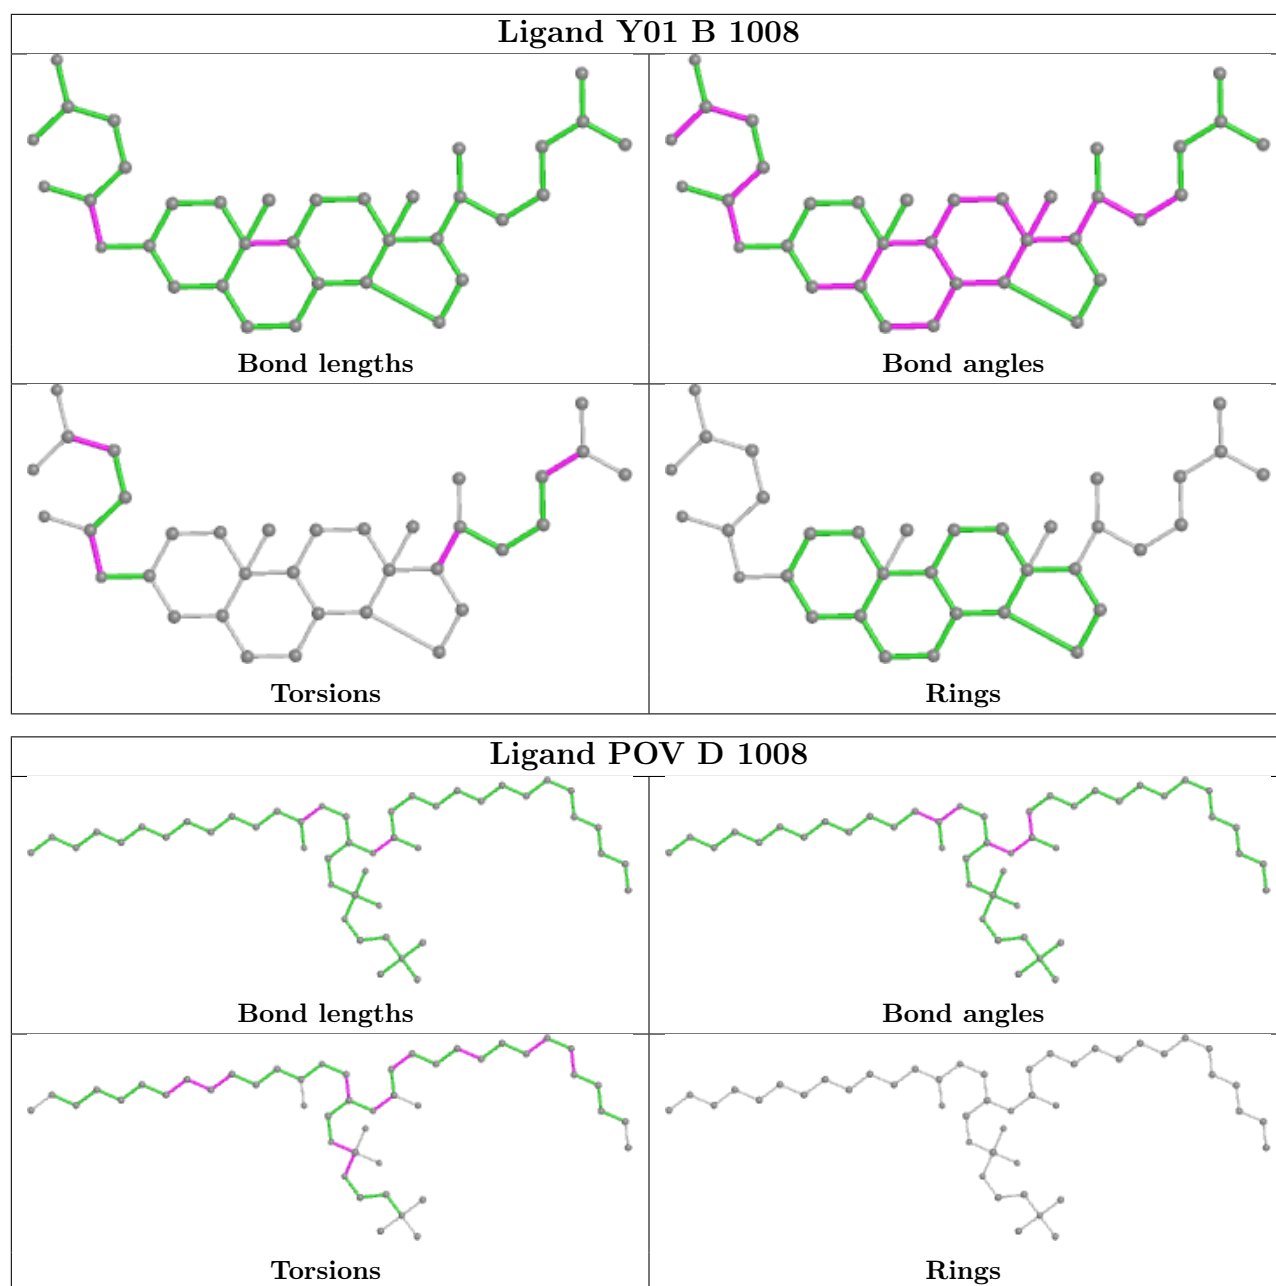 Ligand Y01 B 1008
Bond lengths
Bond angles
Torsions
Rings
Ligand POV D 1008
Bond lengths
Bond angles
Torsions
Rings